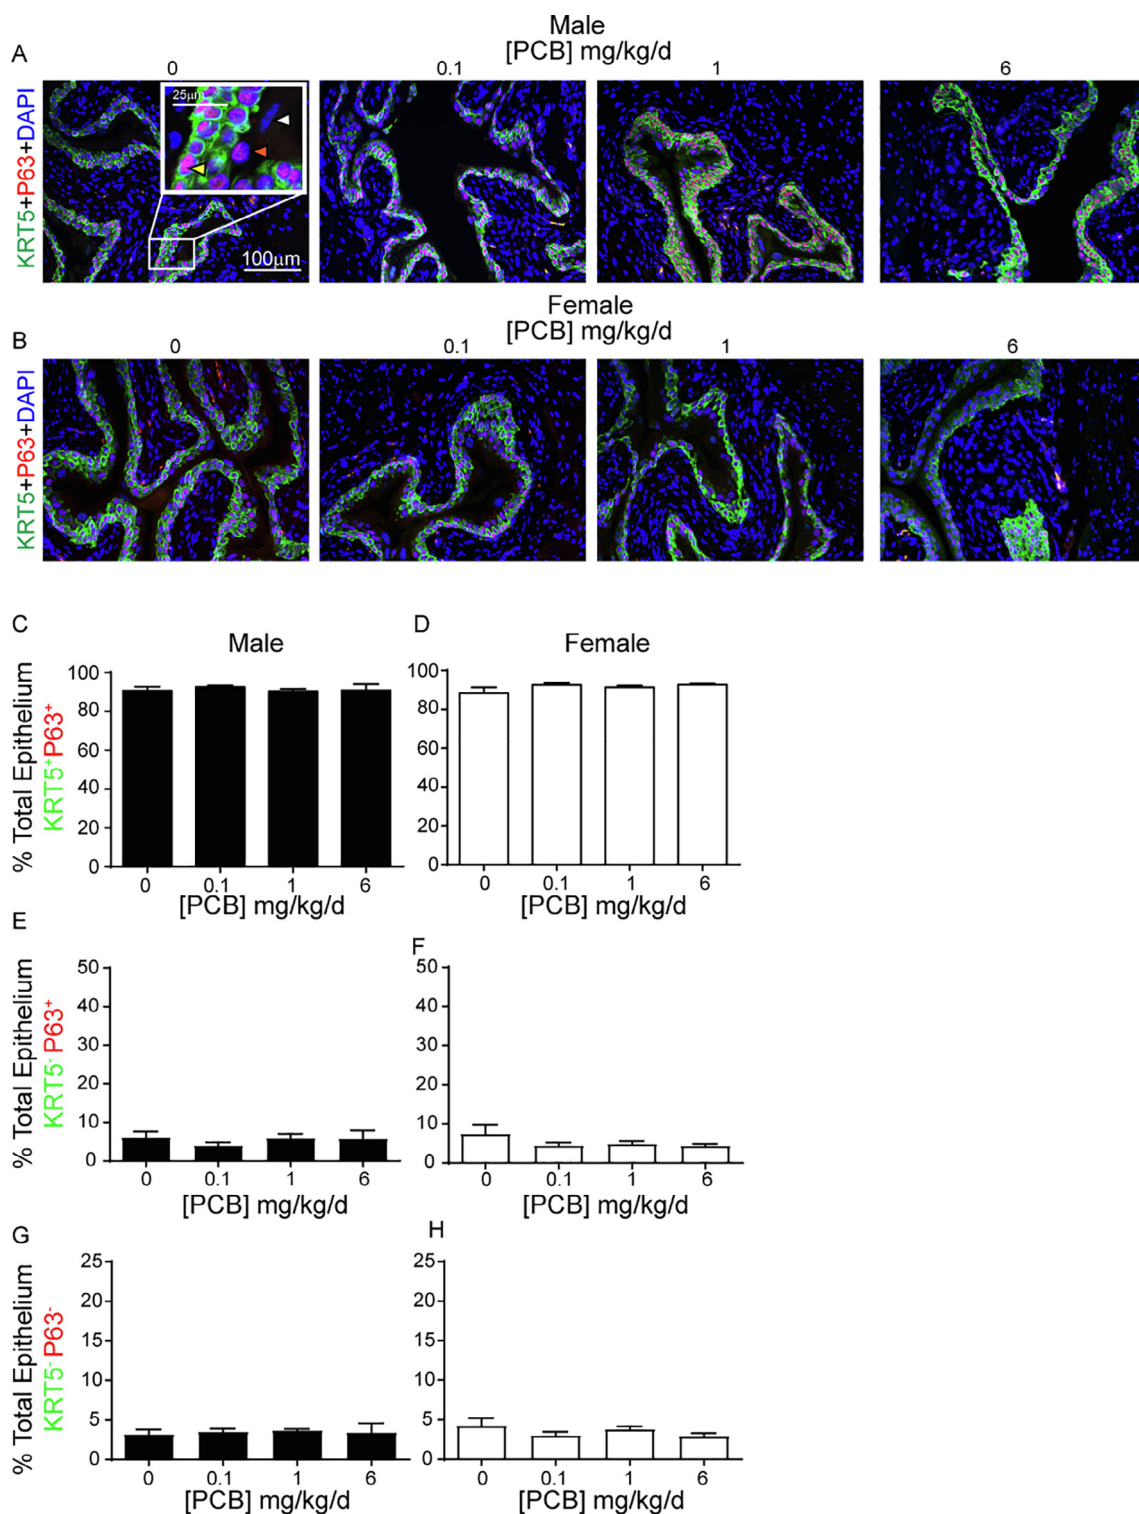 Male
[PCB] mg/kg/d
A
0 0.1 1 6
KRT5+P63+DAPI
25μm
100μm
Female
[PCB] mg/kg/d
B
0 0.1 1 6
KRT5+P63+DAPI
C
Male
% Total Epithelium
KRT5⁺P63⁺
100
80
60
40
20
0
0 0.1 1 6
[PCB] mg/kg/d
D
Female
100
80
60
40
20
0
0 0.1 1 6
[PCB] mg/kg/d
E
% Total Epithelium
KRT5⁻P63⁺
50
40
30
20
10
0
0 0.1 1 6
[PCB] mg/kg/d
F
50
40
30
20
10
0
0 0.1 1 6
[PCB] mg/kg/d
G
% Total Epithelium
KRT5⁻P63⁻
25
20
15
10
5
0
0 0.1 1 6
[PCB] mg/kg/d
H
25
20
15
10
5
0
0 0.1 1 6
[PCB] mg/kg/d